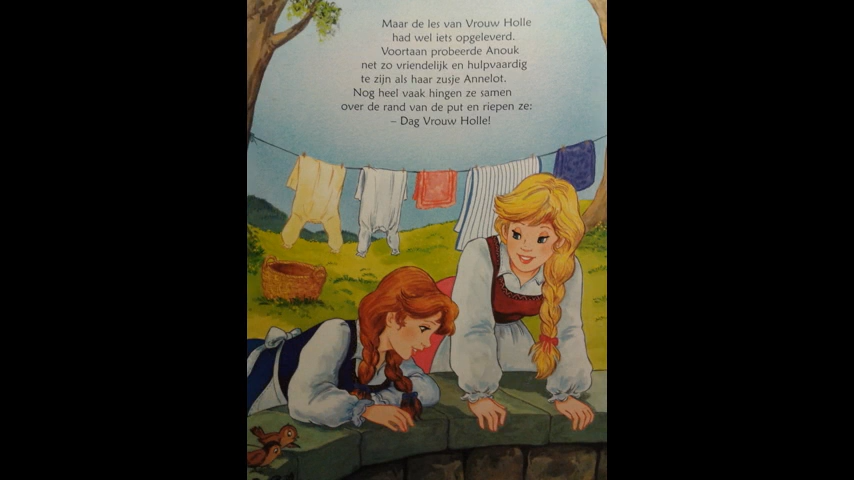 Maar de les van Vrouw Holle
had wel iets opgeleverd.
Voortaan probeerde Anouk
net zo vriendelijk en hulpvaardig
te zijn als haar zusje Annelot.
Nog heel vaak hingen ze samen
over de rand van de put en riepen ze:
– Dag Vrouw Holle!